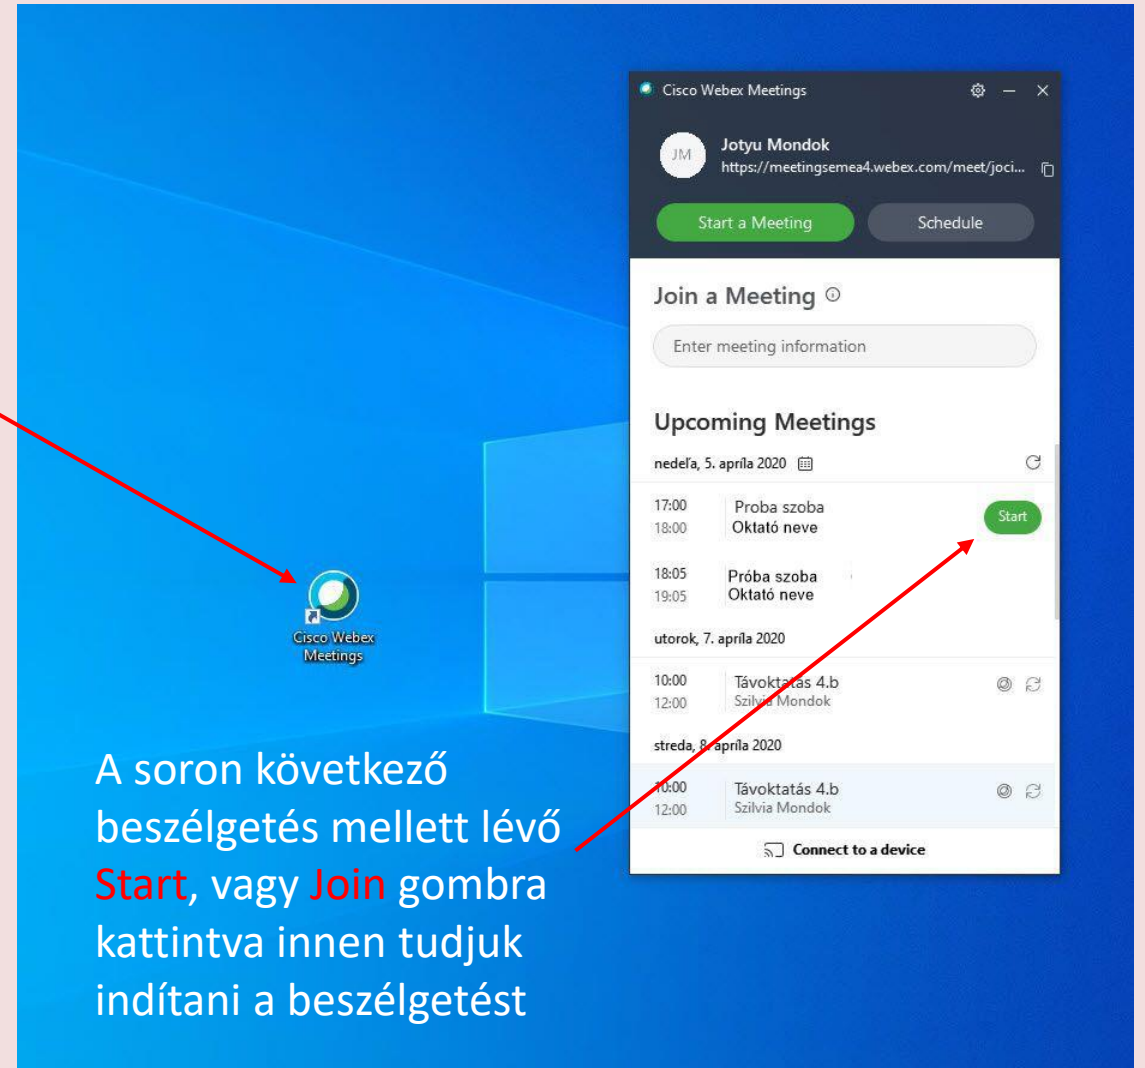 Cisco Webex Meetings
JM
Jotyu Mondok
https://meetingsemea4.webex.com/meet/joci...
Start a Meeting
Schedule
Join a Meeting
Enter meeting information
Upcoming Meetings
nedeľa, 5. apríla 2020
17:00 Proba szoba
18:00 Oktató neve
Start
18:05 Próba szoba
19:05 Oktató neve
utorok, 7. apríla 2020
10:00 Távoktatás 4.b
12:00 Szilvia Mondok
streda, 8. apríla 2020
10:00 Távoktatás 4.b
12:00 Szilvia Mondok
Connect to a device
Cisco Webex
Meetings
A soron következő
beszélgetés mellett lévő
Start, vagy Join gombra
kattintva innen tudjuk
indítani a beszélgetést